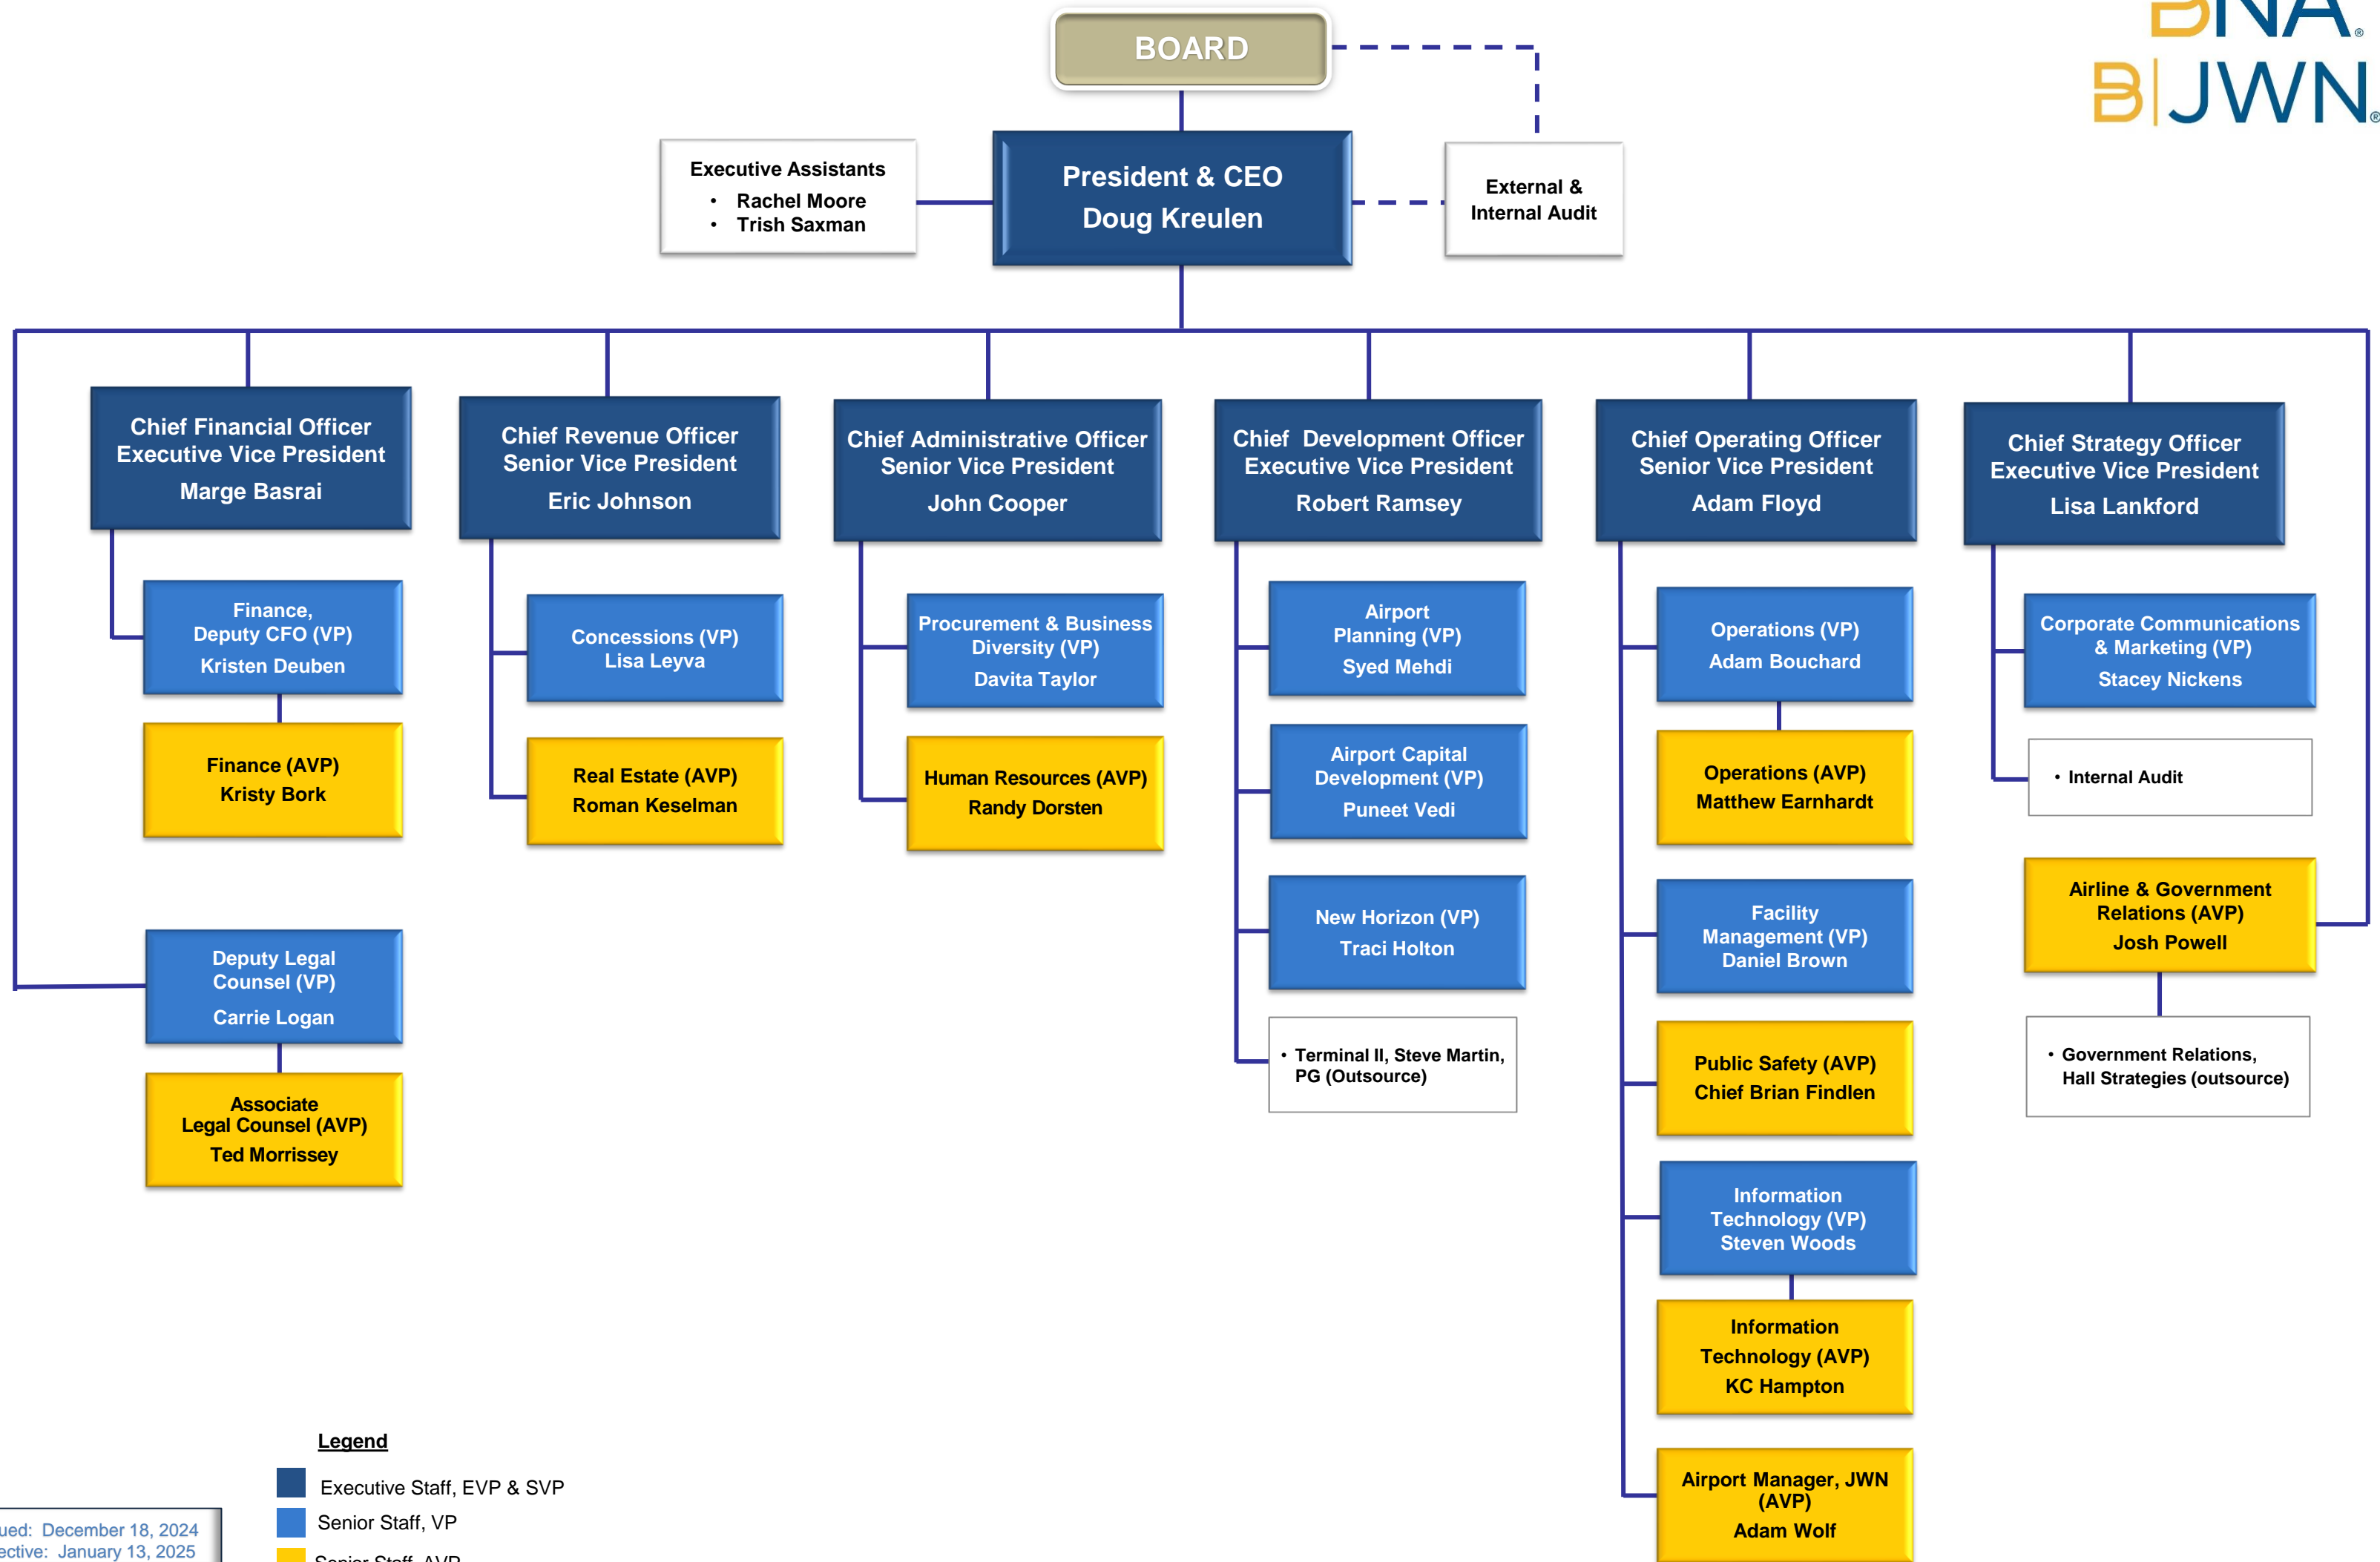 BNA®
B|JWN®
BOARD
Executive Assistants
• Rachel Moore
• Trish Saxman
President & CEO
Doug Kreulen
External &
Internal Audit
Chief Financial Officer
Executive Vice President
Marge Basrai
Chief Revenue Officer
Senior Vice President
Eric Johnson
Chief Administrative Officer
Senior Vice President
John Cooper
Chief Development Officer
Executive Vice President
Robert Ramsey
Chief Operating Officer
Senior Vice President
Adam Floyd
Chief Strategy Officer
Executive Vice President
Lisa Lankford
Finance,
Deputy CFO (VP)
Kristen Deuben
Finance (AVP)
Kristy Bork
Deputy Legal
Counsel (VP)
Carrie Logan
Associate
Legal Counsel (AVP)
Ted Morrissey
Concessions (VP)
Lisa Leyva
Real Estate (AVP)
Roman Keselman
Procurement & Business
Diversity (VP)
Davita Taylor
Human Resources (AVP)
Randy Dorsten
Airport
Planning (VP)
Syed Mehdi
Airport Capital
Development (VP)
Puneet Vedi
New Horizon (VP)
Traci Holton
• Terminal II, Steve Martin,
PG (Outsource)
Operations (VP)
Adam Bouchard
Operations (AVP)
Matthew Earnhardt
Facility
Management (VP)
Daniel Brown
Public Safety (AVP)
Chief Brian Findlen
Information
Technology (VP)
Steven Woods
Information
Technology (AVP)
KC Hampton
Airport Manager, JWN
(AVP)
Adam Wolf
Corporate Communications
& Marketing (VP)
Stacey Nickens
• Internal Audit
Airline & Government
Relations (AVP)
Josh Powell
• Government Relations,
Hall Strategies (outsource)
Legend
Executive Staff, EVP & SVP
Senior Staff, VP
Senior Staff, AVP
December 18, 2024
January 13, 2025